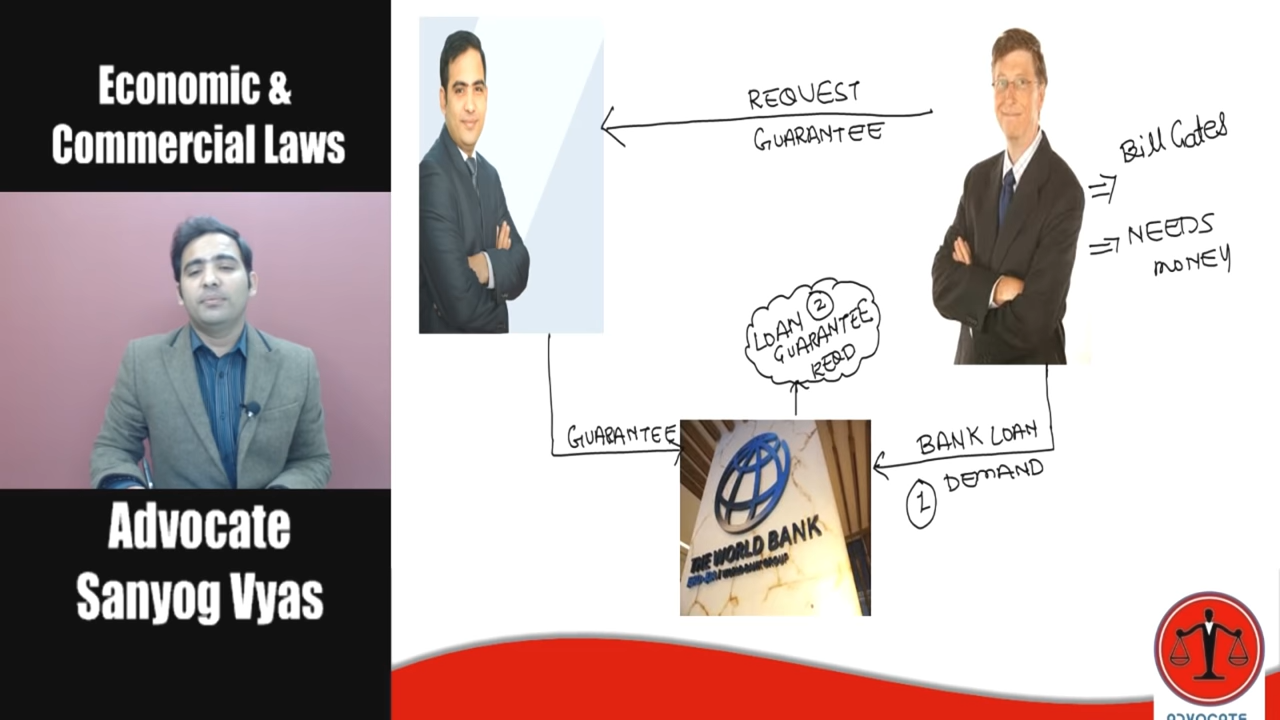 Economic &
Commercial Laws
Advocate
Sanyog Vyas
REQUEST
GUARANTEE
Bill Gates
NEEDS
MONEY
LOAN 2
GUARANTEE
REQD
GUARANTEE
BANK LOAN
DEMAND
1
THE WORLD BANK
ADVOCATE